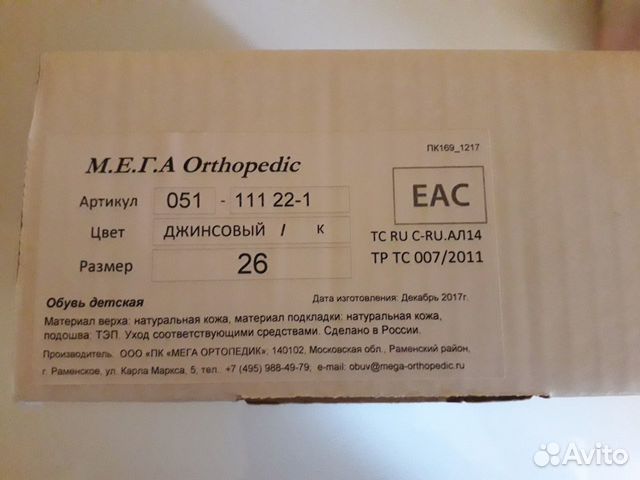 ПК169_1217
М.Е.Г.А Orthopedic
Артикул 051 - 111 22-1
EAC
Цвет ДЖИНСОВЫЙ / К
ТС RU C-RU.АЛ14
Размер 26
ТР ТС 007/2011
Обувь детская Дата изготовления: Декабрь 2017г.
Материал верха: натуральная кожа, материал подкладки: натуральная кожа,
подошва: ТЭП. Уход соответствующими средствами. Сделано в России.
Производитель: ООО «ПК «МЕГА ОРТОПЕДИК»: 140102, Московская обл., Раменский район,
г. Раменское, ул. Карла Маркса, 5, тел.. +7 (495) 988-49-79; e-mail: obuv@mega-orthopedic.ru
Avito